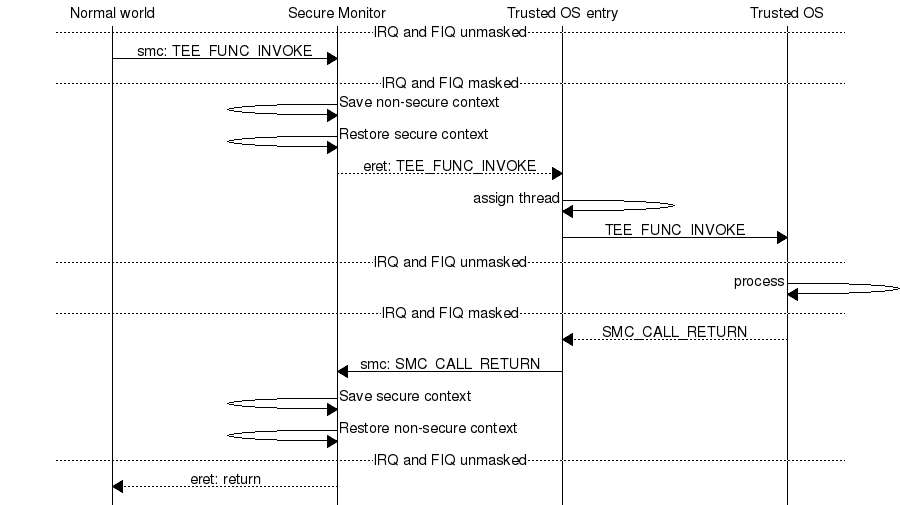 Normal world Secure Monitor Trusted OS entry Trusted OS
IRQ and FIQ unmasked
smc: TEE_FUNC_INVOKE
IRQ and FIQ masked
Save non-secure context
Restore secure context
eret: TEE_FUNC_INVOKE
assign thread
TEE_FUNC_INVOKE
IRQ and FIQ unmasked
process
IRQ and FIQ masked
SMC_CALL_RETURN
smc: SMC_CALL_RETURN
Save secure context
Restore non-secure context
IRQ and FIQ unmasked
eret: return